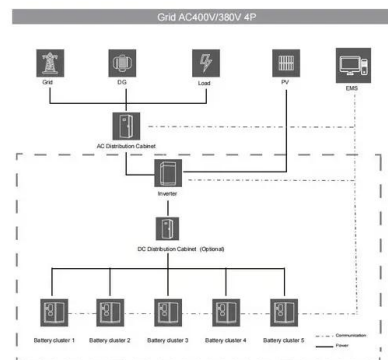 Grid AC400V/380V 4P
Grid DG Load PV EMS
AC Distribution Cabinet
Inverter
DC Distribution Cabinet (Optional)
Battery cluster 1 Battery cluster 2 Battery cluster 3 Battery cluster 4 Battery cluster 5
Communication
Power